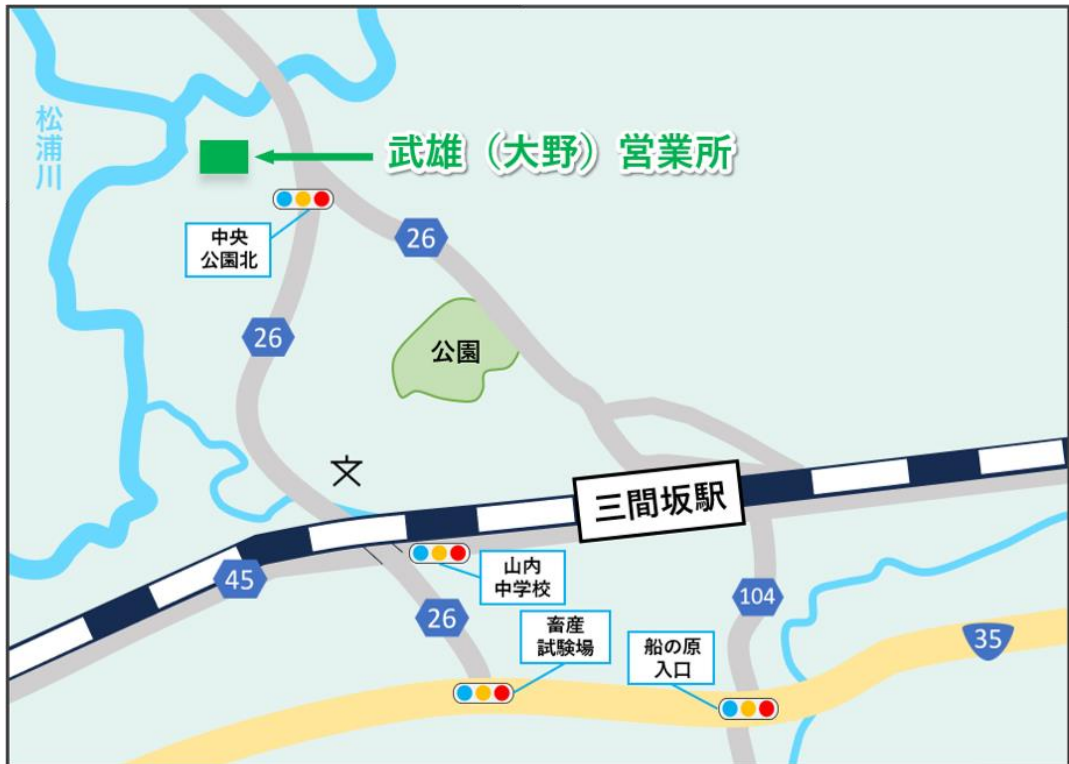 松浦川
武雄（大野）営業所
中央
公園北
26
26
公園
文
三間坂駅
45
山内
中学校
26
104
畜産
試験場
船の原
入口
35